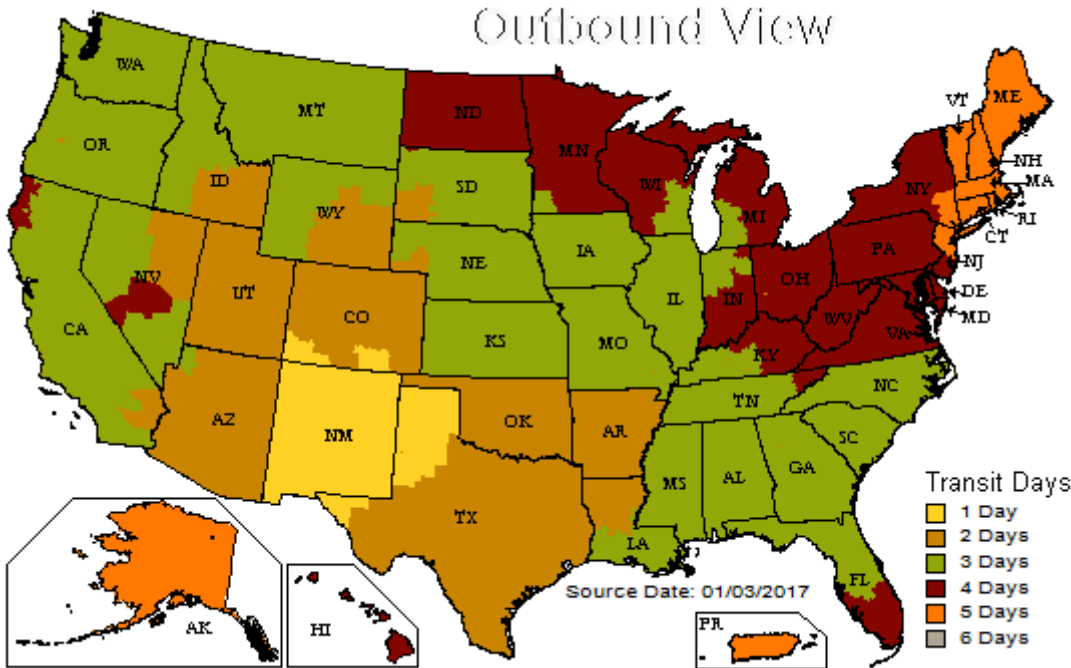 Outbound View
WA
MT
ND
MN
VT
ME
OR
ID
WY
SD
WI
MI
NY
NH
MA
RI
CT
NV
UT
CO
NE
IA
IL
IN
OH
PA
NJ
DE
MD
CA
KS
MO
KY
WV
VA
AZ
NM
OK
AR
TN
NC
SC
TX
LA
MS
AL
GA
FL
AK
HI
PR
Source Date: 01/03/2017
Transit Days
1 Day
2 Days
3 Days
4 Days
5 Days
6 Days